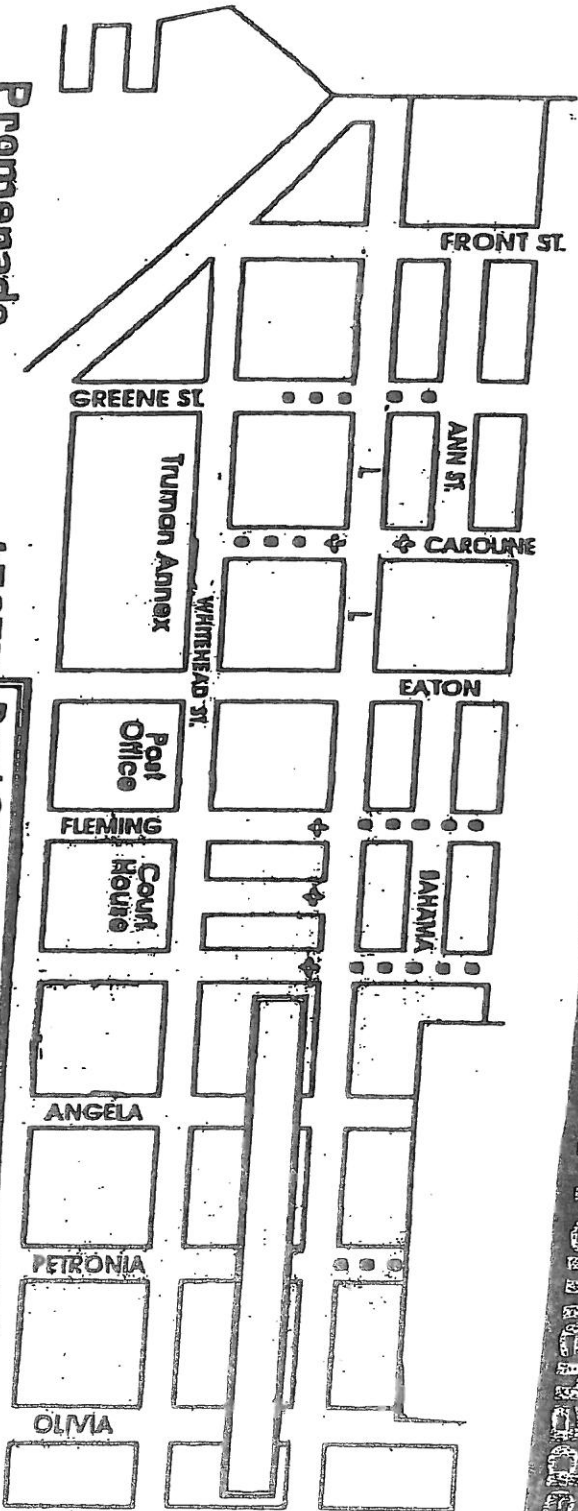 Promenade
FRONT ST.
GREENE ST.
ANN ST.
Truman Annex
L
CAROLINE
WHITEHEAD ST.
L
EATON
Post
Office
FLEMING
Court
House
BAHAMA
ANGELA
PETRONIA
OLIVIA